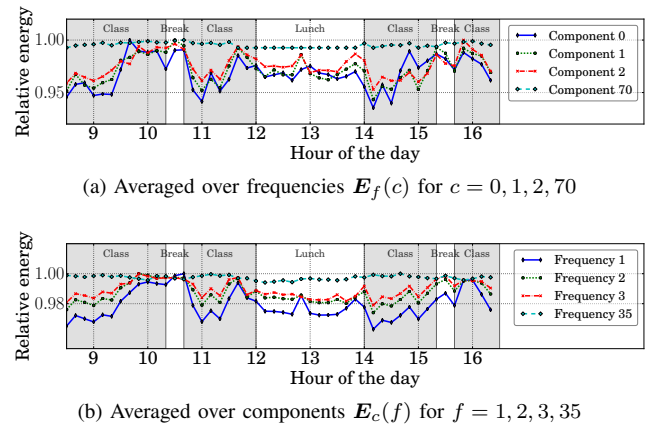 Class Break Class Lunch Class Break Class
Relative energy
1.00
0.95
9 10 11 12 13 14 15 16
Hour of the day
Component 0
Component 1
Component 2
Component 70
(a) Averaged over frequencies E_f(c) for c = 0, 1, 2, 70
Class Break Class Lunch Class Break Class
Relative energy
1.00
0.98
9 10 11 12 13 14 15 16
Hour of the day
Frequency 1
Frequency 2
Frequency 3
Frequency 35
(b) Averaged over components E_c(f) for f = 1, 2, 3, 35